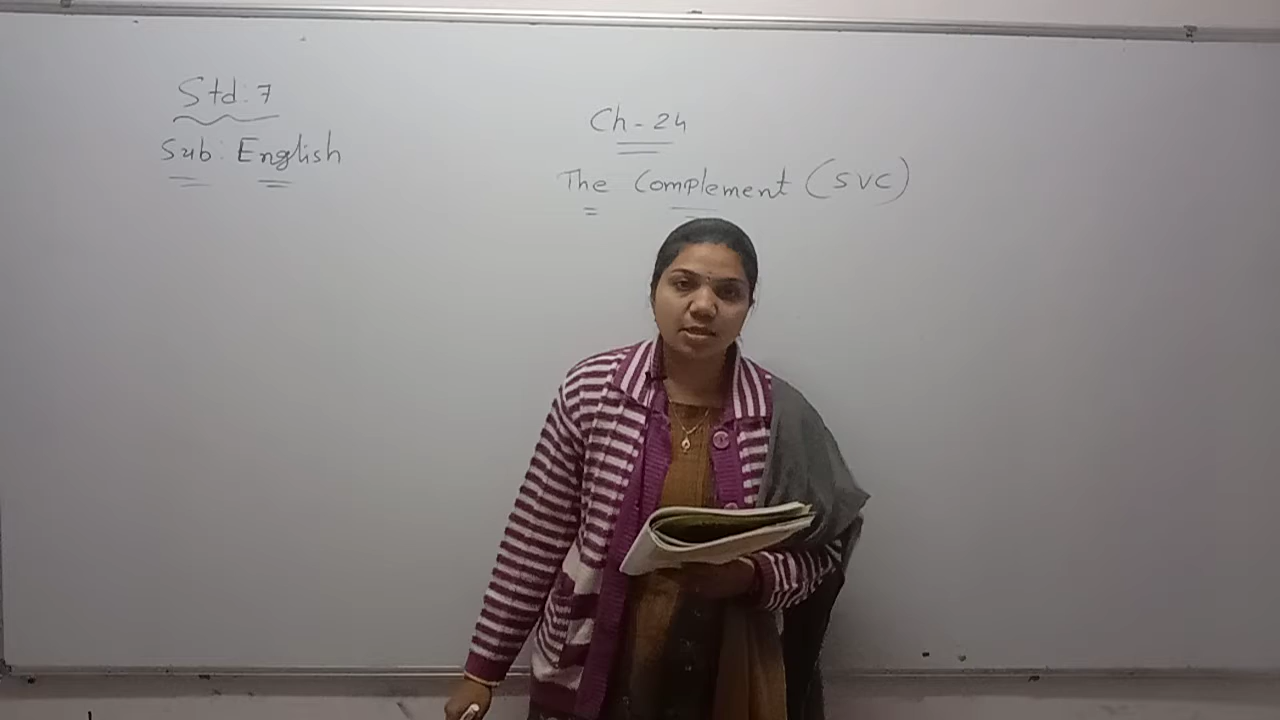 Std: 7
Sub: English
Ch - 24
The Complement (SVC)